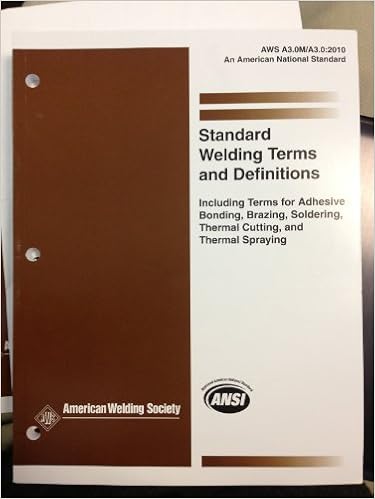 AWS A3.0M/A3.0:2010
An American National Standard
Standard
Welding Terms
and Definitions
Including Terms for Adhesive
Bonding, Brazing, Soldering,
Thermal Cutting, and
Thermal Spraying
American Welding Society
ANSI